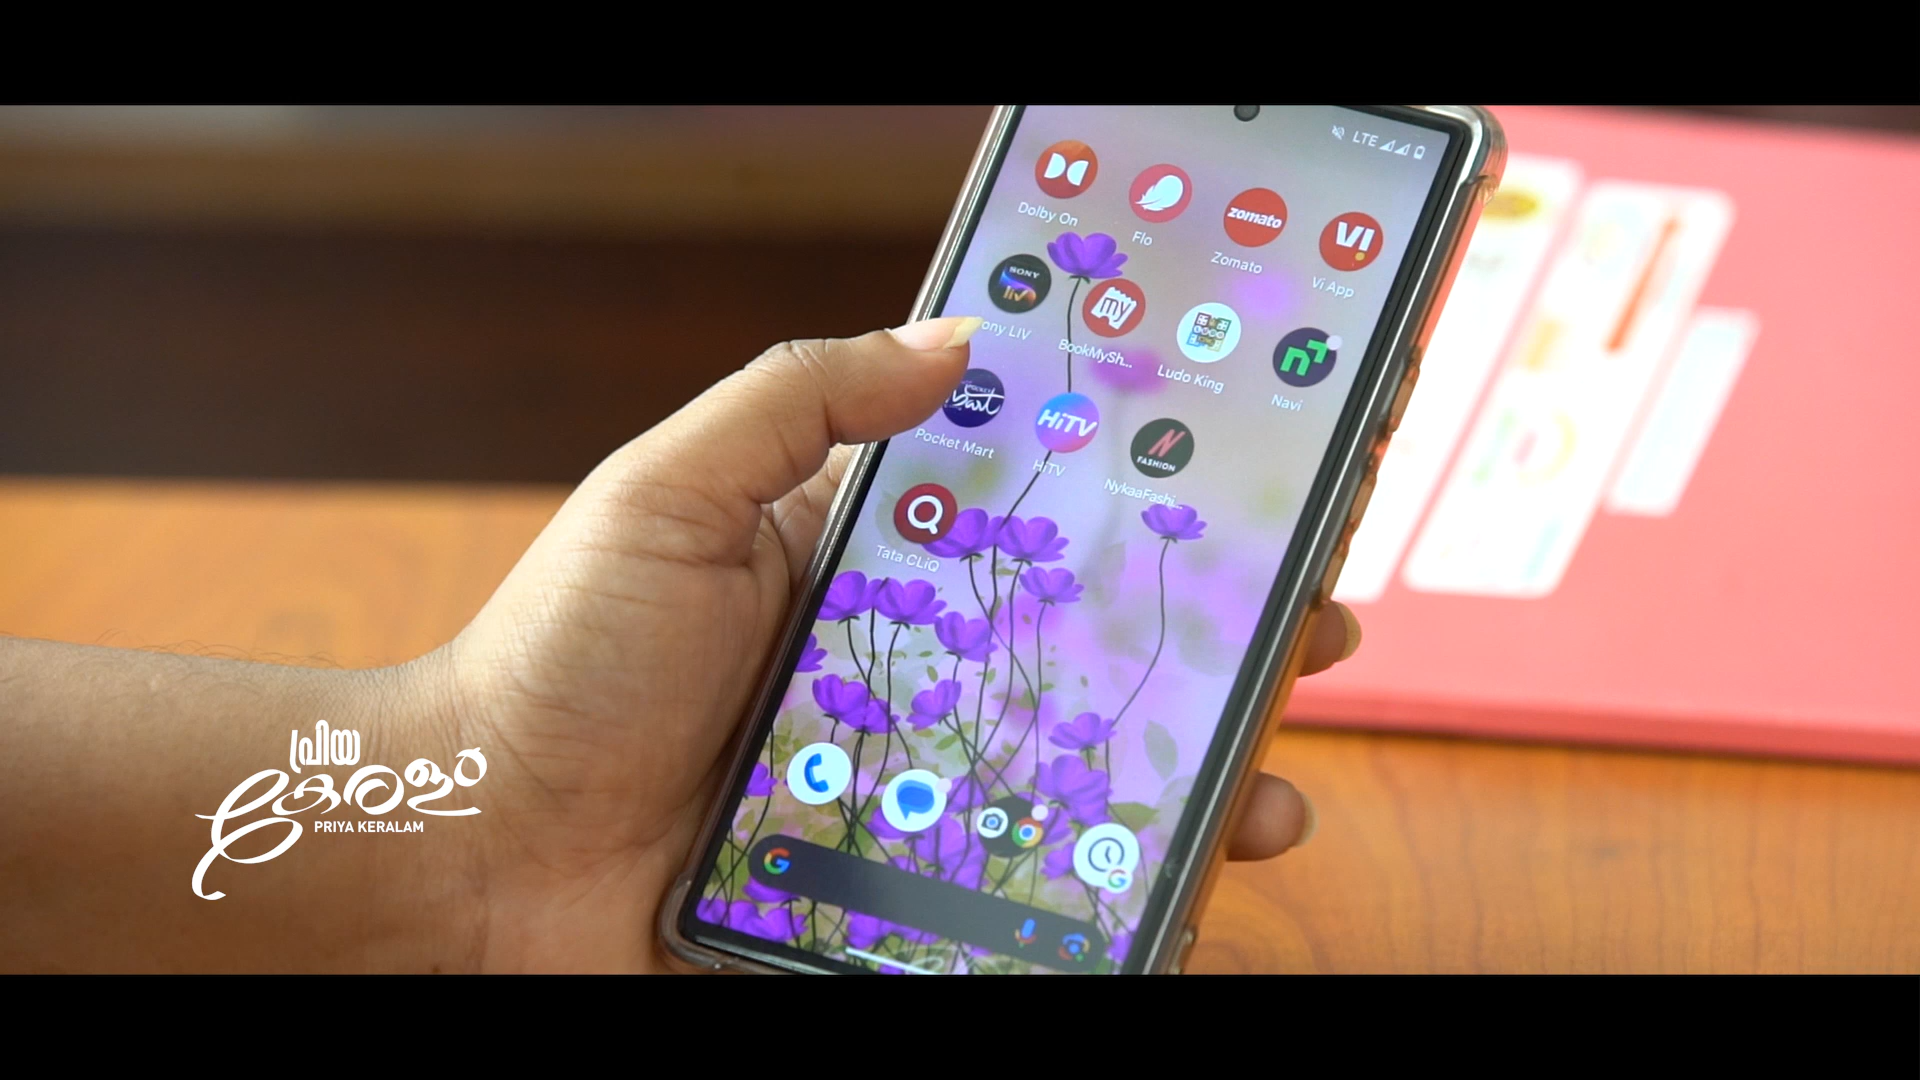 LTE
Dolby On
Flo
zomato
Zomato
VI
Vi App
SONY
liv
ony LIV
my
BookMySh...
Ludo King
Navi
Pocket Mart
HiTV
HiTV
N
FASHION
NykaaFashi...
Tata CLiQ
പ്രിയ
കേരളം
PRIYA KERALAM